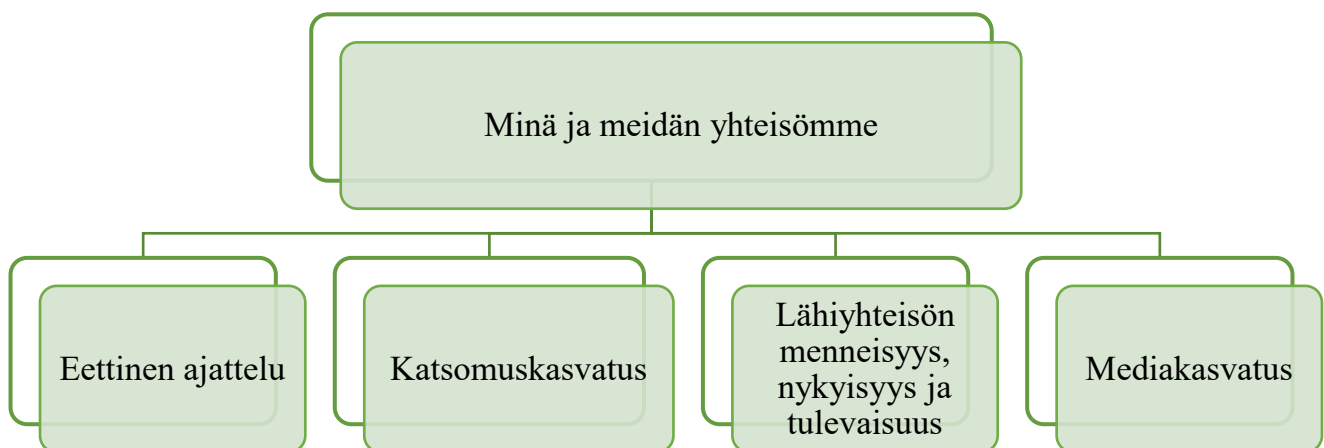 Minä ja meidän yhteisömme
Eettinen ajattelu
Katsomuskasvatus
Lähiyhteisön
menneisyys,
nykyisyys ja
tulevaisuus
Mediakasvatus